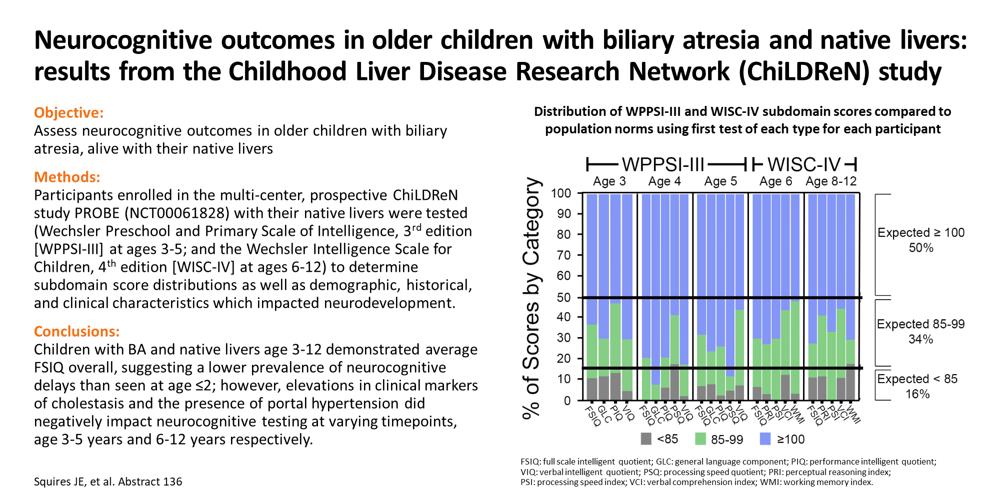 Neurocognitive outcomes in older children with biliary atresia and native livers:
results from the Childhood Liver Disease Research Network (ChiLDReN) study
Objective:
Assess neurocognitive outcomes in older children with biliary
atresia, alive with their native livers
Methods:
Participants enrolled in the multi-center, prospective ChiLDReN
study PROBE (NCT00061828) with their native livers were tested
(Wechsler Preschool and Primary Scale of Intelligence, 3rd edition
[WPPSI-III] at ages 3-5; and the Wechsler Intelligence Scale for
Children, 4th edition [WISC-IV] at ages 6-12) to determine
subdomain score distributions as well as demographic, historical,
and clinical characteristics which impacted neurodevelopment.
Conclusions:
Children with BA and native livers age 3-12 demonstrated average
FSIQ overall, suggesting a lower prevalence of neurocognitive
delays than seen at age ≤2; however, elevations in clinical markers
of cholestasis and the presence of portal hypertension did
negatively impact neurocognitive testing at varying timepoints,
age 3-5 years and 6-12 years respectively.
Squires JE, et al. Abstract 136
Distribution of WPPSI-III and WISC-IV subdomain scores compared to
population norms using first test of each type for each participant
WPPSI-III WISC-IV
Age 3 Age 4 Age 5 Age 6 Age 8-12
% of Scores by Category
100
90
80
70
60
50
40
30
20
10
0
Expected ≥ 100
50%
Expected 85-99
34%
Expected < 85
16%
FSIQ GLC PIQ VIQ FSIQ GLC PIQ PSQ VIQ FSIQ GLC PIQ PSQ VIQ FSIQ PRI PSI VCI WMI FSIQ PRI PSI VCI WMI
<85 85-99 ≥100
FSIQ: full scale intelligent quotient; GLC: general language component; PIQ: performance intelligent quotient;
VIQ: verbal intelligent quotient; PSQ: processing speed quotient; PRI: perceptual reasoning index;
PSI: processing speed index; VCI: verbal comprehension index; WMI: working memory index.